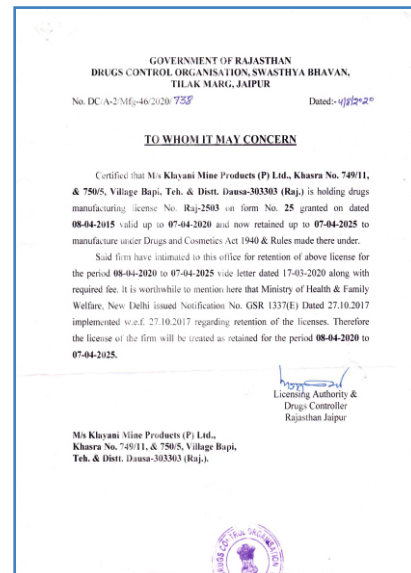 GOVERNMENT OF RAJASTHAN
DRUGS CONTROL ORGANISATION, SWASTHYA BHAVAN,
TILAK MARG, JAIPUR
No. DC/A-2/Mfg-46/2020/ 738 Dated:- 4/8/2020
TO WHOM IT MAY CONCERN
Certified that M/s Klayani Mine Products (P) Ltd., Khasra No. 749/11,
& 750/5, Village Bapi, Teh. & Distt. Dausa-303303 (Raj.) is holding drugs
manufacturing license No. Raj-2503 on form No. 25 granted on dated
08-04-2015 valid up to 07-04-2020 and now retained up to 07-04-2025 to
manufacture under Drugs and Cosmetics Act 1940 & Rules made there under.
Said firm have intimated to this office for retention of above license for
the period 08-04-2020 to 07-04-2025 vide letter dated 17-03-2020 along with
required fee. It is worthwhile to mention here that Ministry of Health & Family
Welfare, New Delhi issued Notification No. GSR 1337(E) Dated 27.10.2017
implemented w.e.f. 27.10.2017 regarding retention of the licenses. Therefore
the license of the firm will be treated as retained for the period 08-04-2020 to
07-04-2025.
Licensing Authority &
Drugs Controller
Rajasthan Jaipur
M/s Klayani Mine Products (P) Ltd.,
Khasra No. 749/11, & 750/5, Village Bapi,
Teh. & Distt. Dausa-303303 (Raj.).
DRUGS CONTROL ORGANISATION